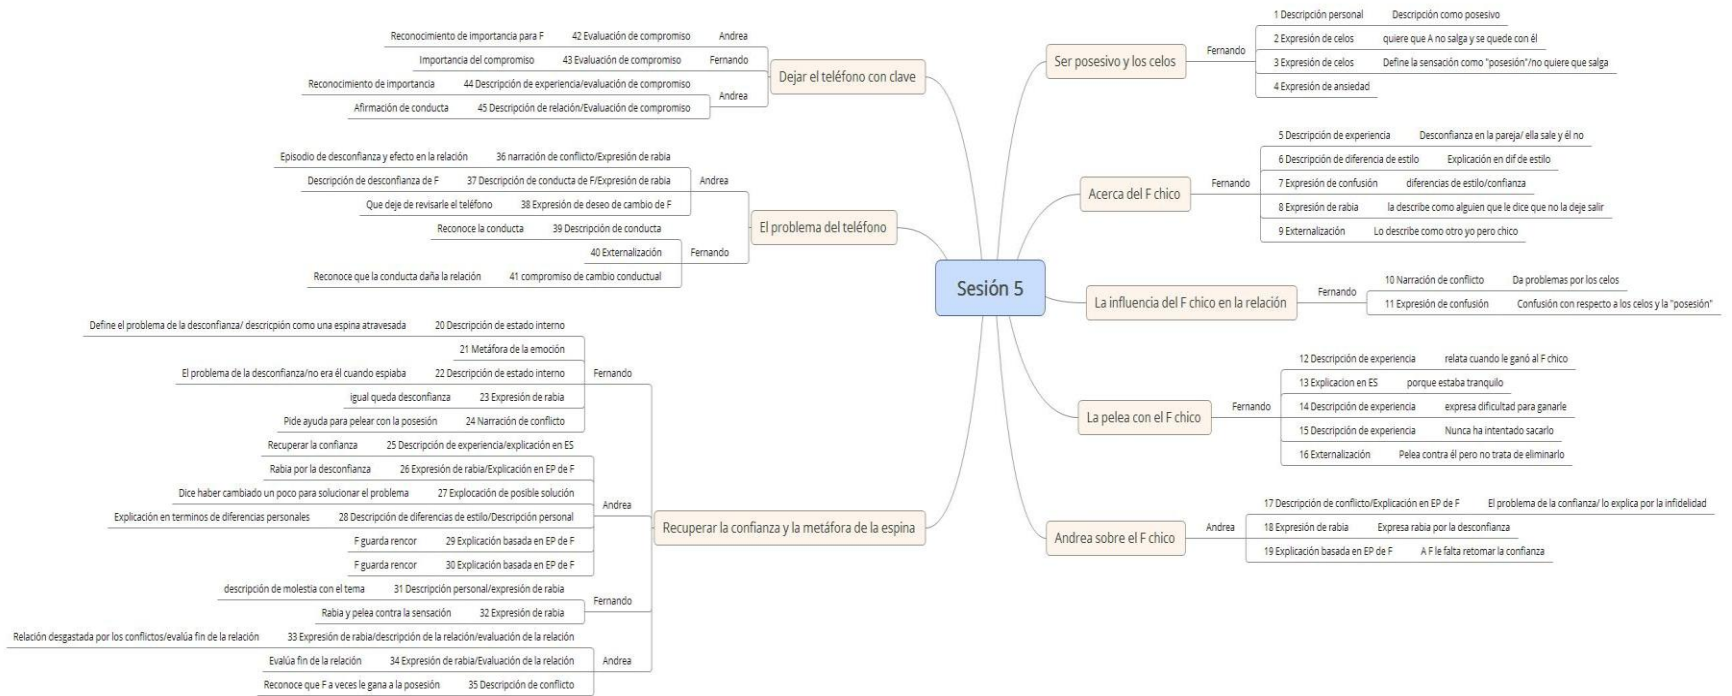 Sesión 5
Ser posesivo y los celos
Fernando
1 Descripción personal Descripción como posesivo
2 Expresión de celos quiere que A no salga y se quede con él
3 Expresión de celos Define la sensación como "posesión"/no quiere que salga
4 Expresión de ansiedad
Acerca del F chico
Fernando
5 Descripción de experiencia Desconfianza en la pareja/ ella sale y él no
6 Descripción de diferencia de estilo Explicación en dif de estilo
7 Expresión de confusión diferencias de estilo/confianza
8 Expresión de rabia la describe como alguien que le dice que no la deje salir
9 Externalización Lo describe como otro yo pero chico
La influencia del F chico en la relación
Fernando
10 Narración de conflicto Da problemas por los celos
11 Expresión de confusión Confusión con respecto a los celos y la "posesión"
La pelea con el F chico
Fernando
12 Descripción de experiencia relata cuando le ganó al F chico
13 Explicacion en ES porque estaba tranquilo
14 Descripción de experiencia expresa dificultad para ganarle
15 Descripción de experiencia Nunca ha intentado sacarlo
16 Externalización Pelea contra él pero no trata de eliminarlo
Andrea sobre el F chico
Andrea
17 Descripción de conflicto/Explicación en EP de F El problema de la confianza/ lo explica por la infidelidad
18 Expresión de rabia Expresa rabia por la desconfianza
19 Explicación basada en EP de F A F le falta retomar la confianza
Recuperar la confianza y la metáfora de la espina
Fernando
Define el problema de la desconfianza/ descricpión como una espina atravesada 20 Descripción de estado interno
21 Metáfora de la emoción
El problema de la desconfianza/no era él cuando espiaba 22 Descripción de estado interno
igual queda desconfianza 23 Expresión de rabia
Pide ayuda para pelear con la posesión 24 Narración de conflicto
Andrea
Recuperar la confianza 25 Descripción de experiencia/explicación en ES
Rabia por la desconfianza 26 Expresión de rabia/Explicación en EP de F
Dice haber cambiado un poco para solucionar el problema 27 Explocación de posible solución
Explicación en terminos de diferencias personales 28 Descripción de diferencias de estilo/Descripción personal
F guarda rencor 29 Explicación basada en EP de F
F guarda rencor 30 Explicación basada en EP de F
Fernando
descripción de molestia con el tema 31 Descripción personal/expresión de rabia
Rabia y pelea contra la sensación 32 Expresión de rabia
Andrea
Relación desgastada por los conflictos/evalúa fin de la relación 33 Expresión de rabia/descripción de la relación/evaluación de la relación
Evalúa fin de la relación 34 Expresión de rabia/Evaluación de la relación
Reconoce que F a veces le gana a la posesión 35 Descripción de conflicto
El problema del teléfono
Andrea
Episodio de desconfianza y efecto en la relación 36 narración de conflicto/Expresión de rabia
Descripción de desconfianza de F 37 Descripción de conducta de F/Expresión de rabia
Que deje de revisarle el teléfono 38 Expresión de deseo de cambio de F
Fernando
Reconoce la conducta 39 Descripción de conducta
40 Externalización
Reconoce que la conducta daña la relación 41 compromiso de cambio conductual
Dejar el teléfono con clave
Reconocimiento de importancia para F 42 Evaluación de compromiso Andrea
Importancia del compromiso 43 Evaluación de compromiso Fernando
Andrea
Reconocimiento de importancia 44 Descripción de experiencia/evaluación de compromiso
Afirmación de conducta 45 Descripción de relación/Evaluación de compromiso